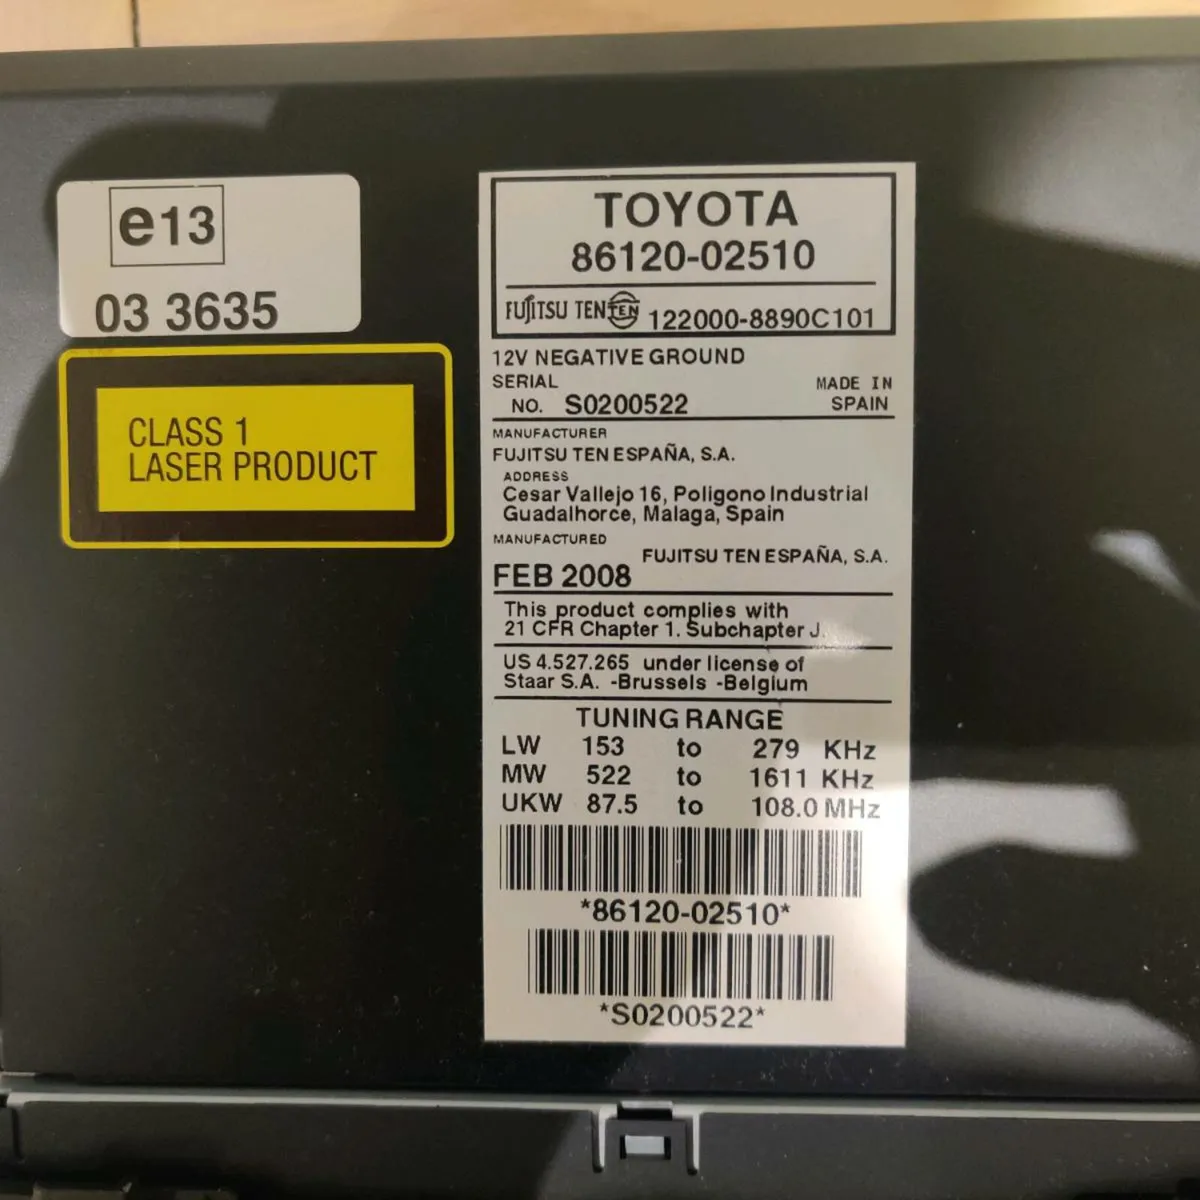 e13
03 3635
CLASS 1
LASER PRODUCT
TOYOTA
86120-02510
FUJITSU TEN TEN 122000-8890C101
12V NEGATIVE GROUND
SERIAL MADE IN
NO. S0200522 SPAIN
MANUFACTURER
FUJITSU TEN ESPAÑA, S.A.
ADDRESS
Cesar Vallejo 16, Poligono Industrial
Guadalhorce, Malaga, Spain
MANUFACTURED
FUJITSU TEN ESPAÑA, S.A.
FEB 2008
This product complies with
21 CFR Chapter 1. Subchapter J.
US 4.527.265 under license of
Staar S.A. -Brussels -Belgium
TUNING RANGE
LW 153 to 279 KHz
MW 522 to 1611 KHz
UKW 87.5 to 108.0 MHz
*86120-02510*
*S0200522*